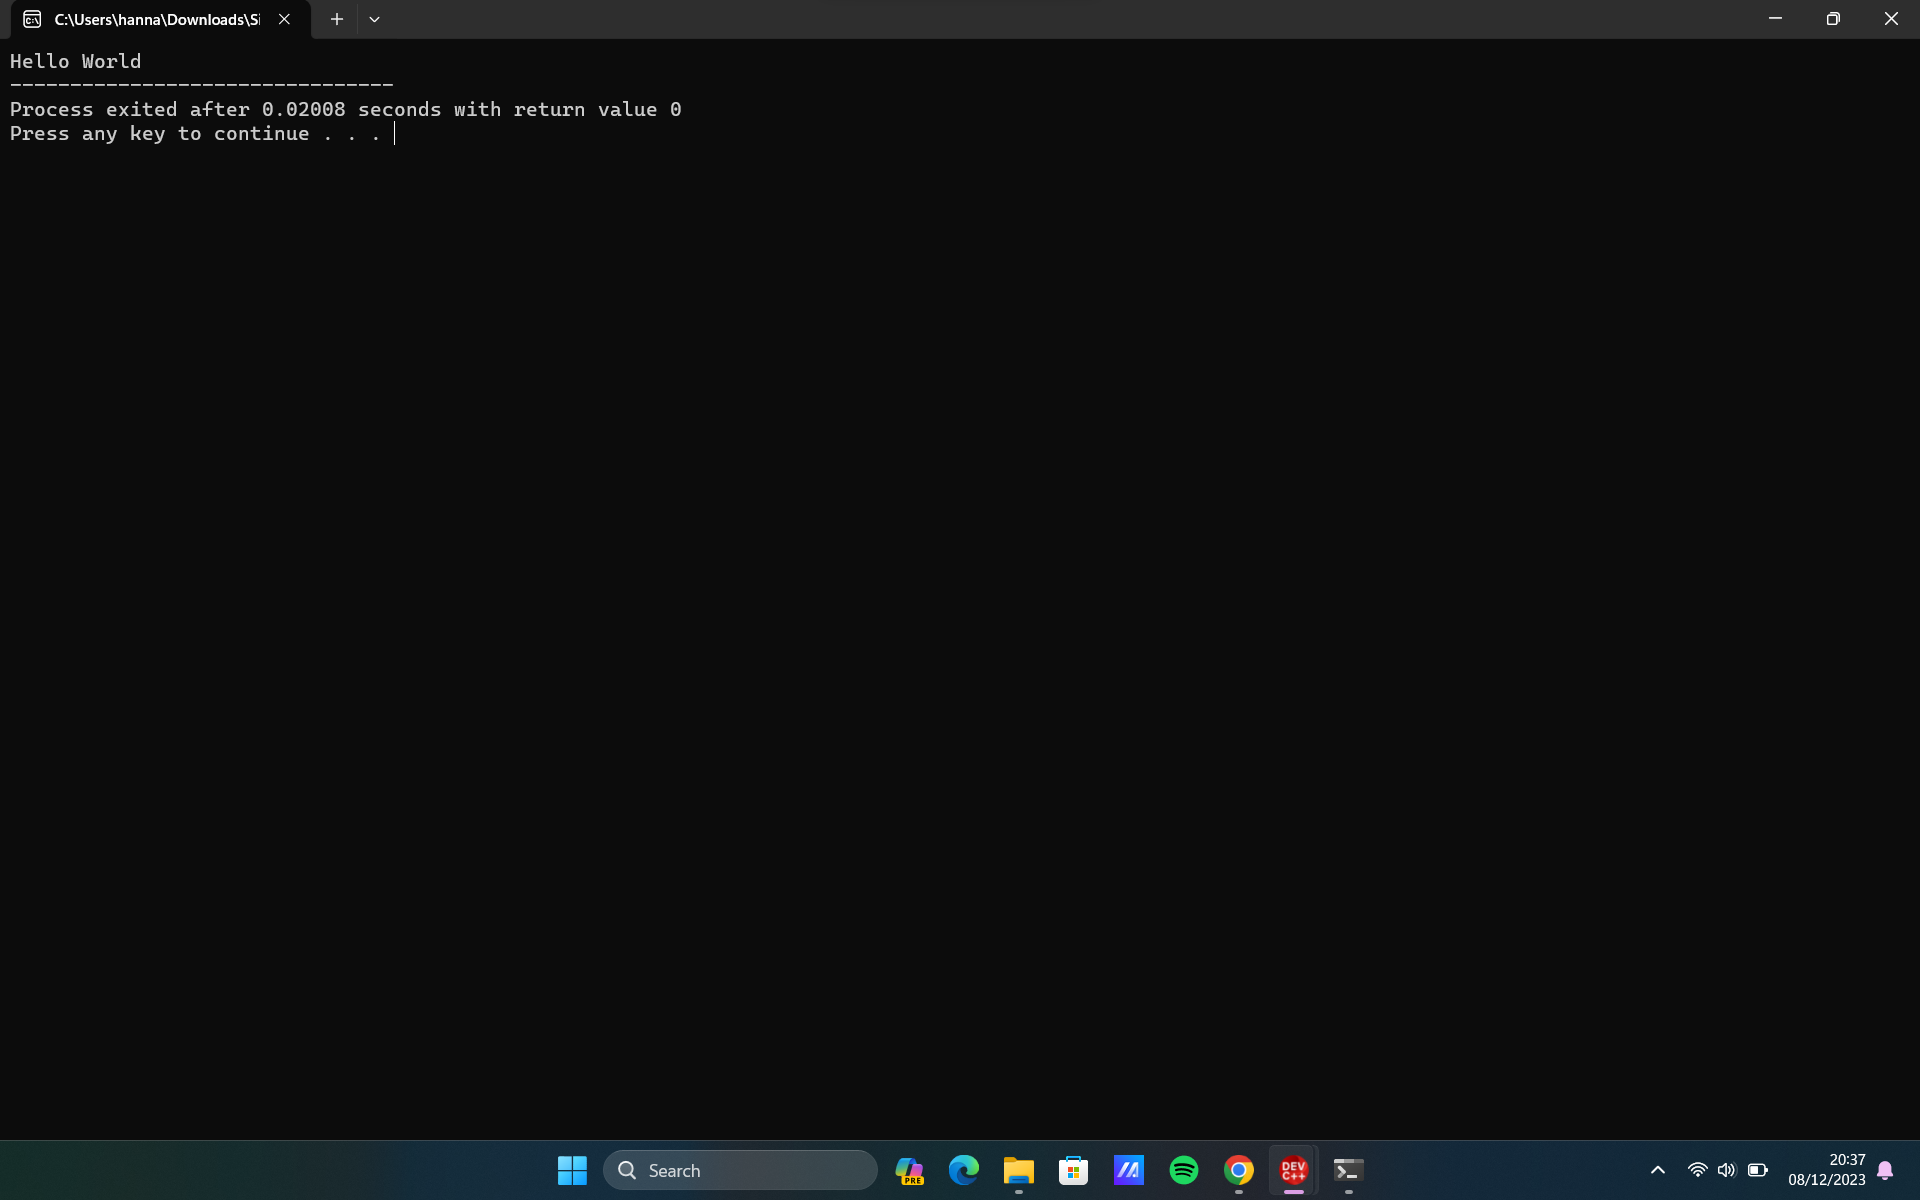 C:\Users\hanna\Downloads\Si
Hello World
--------------------------------
Process exited after 0.02008 seconds with return value 0
Press any key to continue . . .
Search
PRE
DEV
C++
20:37
08/12/2023